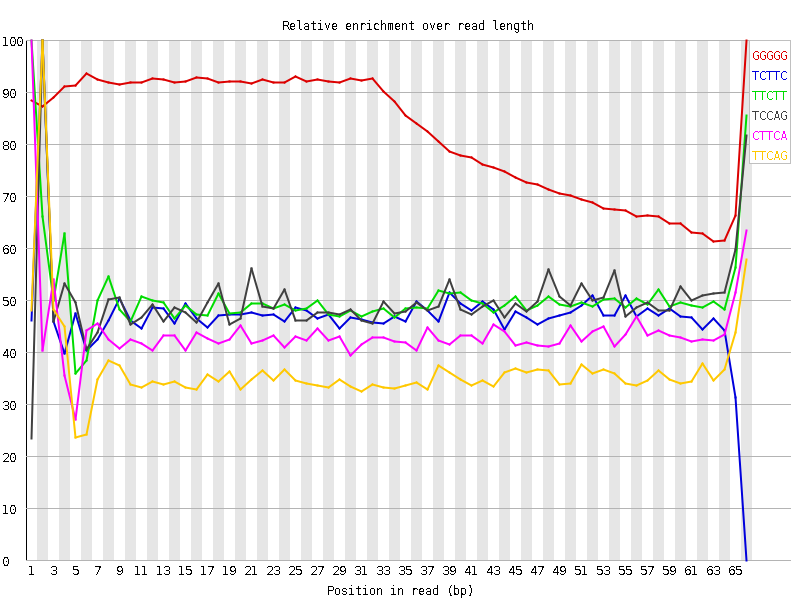 Relative enrichment over read length
100
90
80
70
60
50
40
30
20
10
0
GGGGG
TCTTC
TTCTT
TCCAG
CTTCA
TTCAG
1 3 5 7 9 11 13 15 17 19 21 23 25 27 29 31 33 35 37 39 41 43 45 47 49 51 53 55 57 59 61 63 65
Position in read (bp)